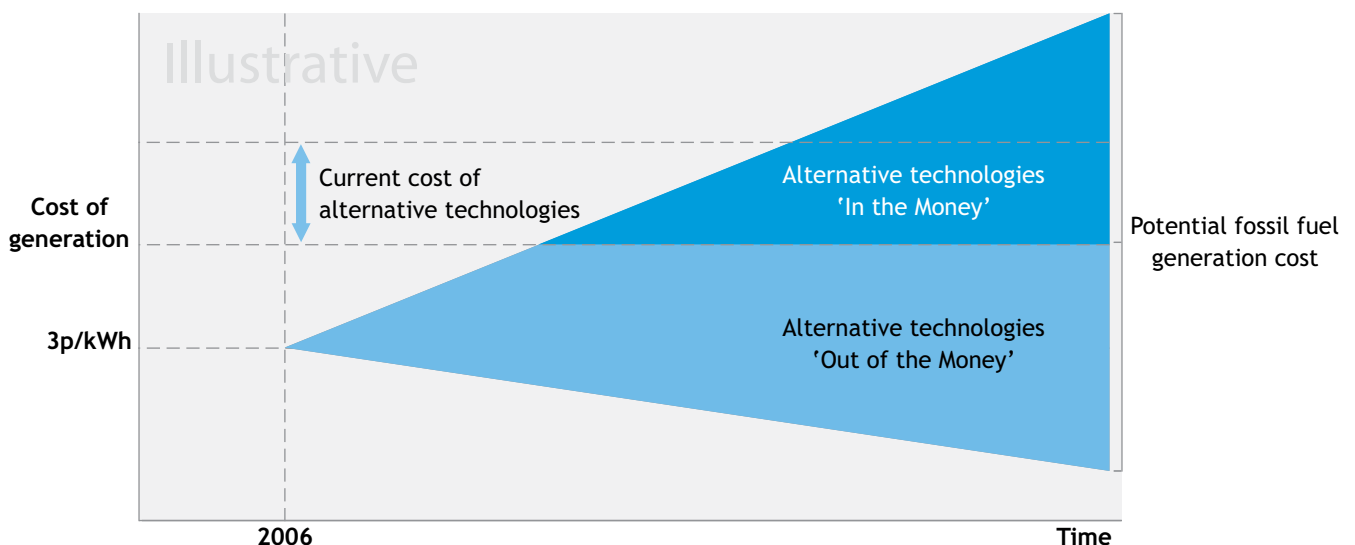 Illustrative
Current cost of
alternative technologies
Alternative technologies
‘In the Money’
Cost of
generation
Potential fossil fuel
generation cost
3p/kWh
Alternative technologies
‘Out of the Money’
2006
Time